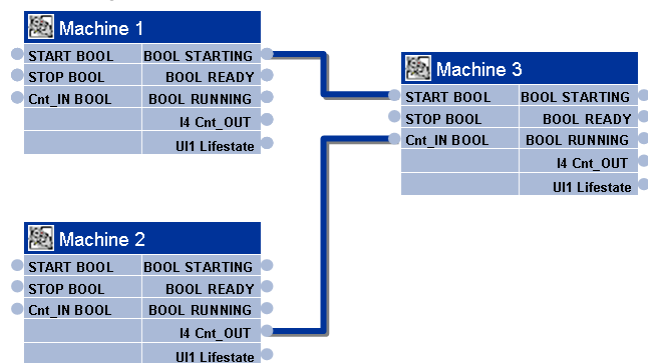 Machine 1
START BOOL BOOL STARTING
STOP BOOL BOOL READY
Cnt_IN BOOL BOOL RUNNING
I4 Cnt_OUT
UI1 Lifestate
Machine 3
START BOOL BOOL STARTING
STOP BOOL BOOL READY
Cnt_IN BOOL BOOL RUNNING
I4 Cnt_OUT
UI1 Lifestate
Machine 2
START BOOL BOOL STARTING
STOP BOOL BOOL READY
Cnt_IN BOOL BOOL RUNNING
I4 Cnt_OUT
UI1 Lifestate